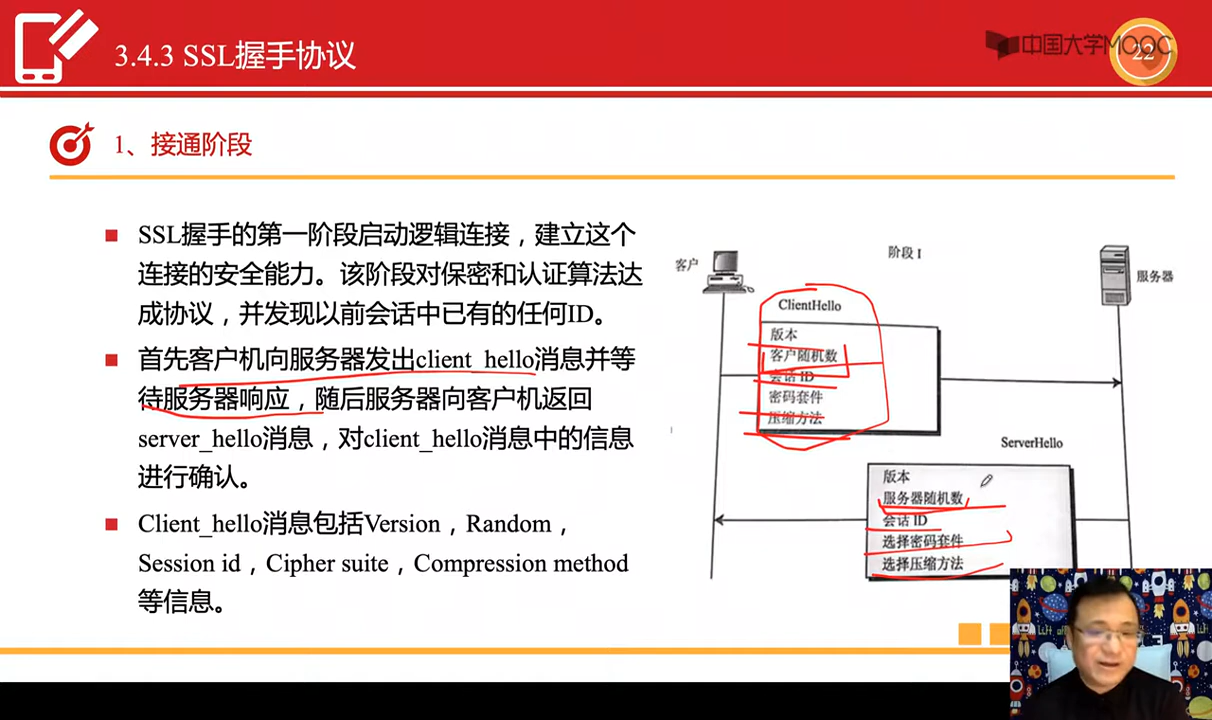 3.4.3 SSL握手协议
中国大学MOOC
22
1、接通阶段
■ SSL握手的第一阶段启动逻辑连接，建立这个
连接的安全能力。该阶段对保密和认证算法达
成协议，并发现以前会话中已有的任何ID。
■ 首先客户机向服务器发出client_hello消息并等
待服务器响应，随后服务器向客户机返回
server_hello消息，对client_hello消息中的信息
进行确认。
■ Client_hello消息包括Version，Random，
Session id，Cipher suite，Compression method
等信息。
阶段 I
客户
服务器
ClientHello
版本
客户随机数
会话 ID
密码套件
压缩方法
ServerHello
版本
服务器随机数
会话 ID
选择密码套件
选择压缩方法